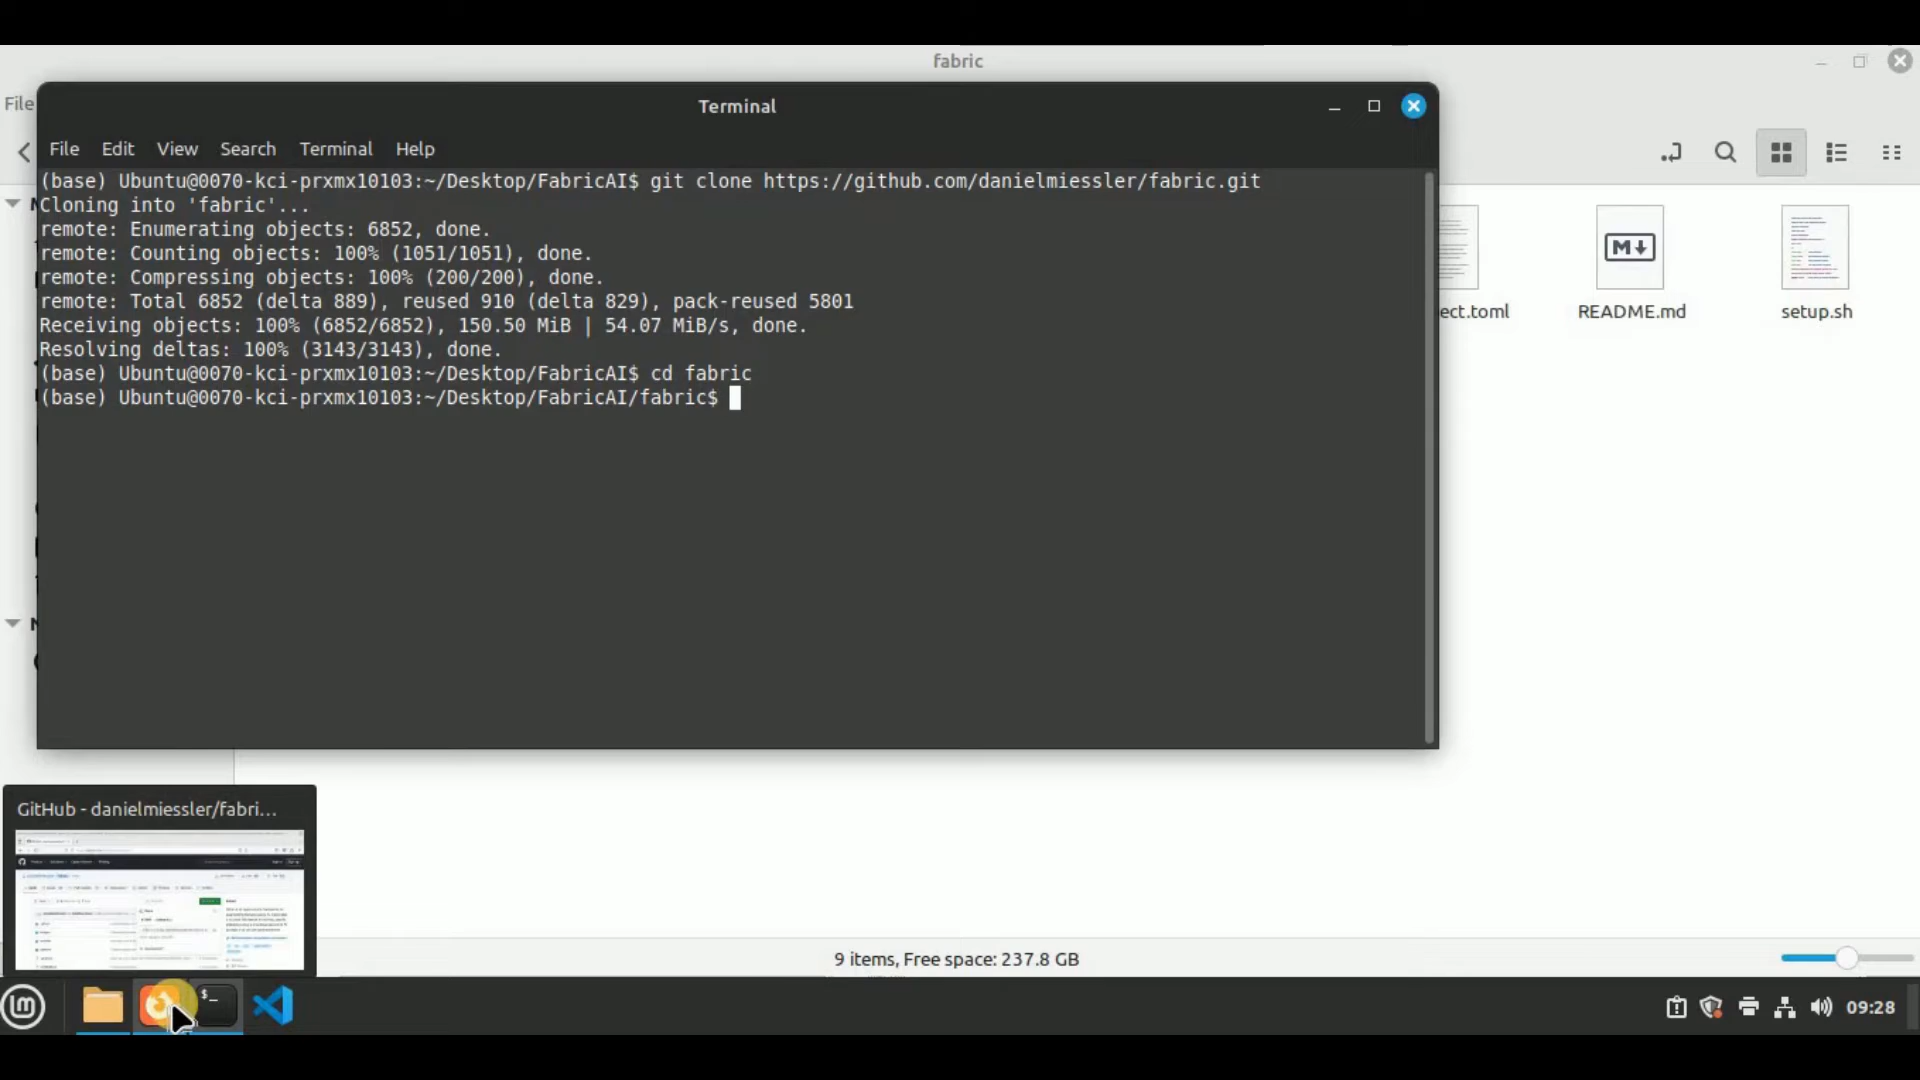 fabric
File
Terminal
File Edit View Search Terminal Help
(base) Ubuntu@0070-kci-prxmx10103:~/Desktop/FabricAI$ git clone https://github.com/danielmiessler/fabric.git
Cloning into 'fabric'...
remote: Enumerating objects: 6852, done.
remote: Counting objects: 100% (1051/1051), done.
remote: Compressing objects: 100% (200/200), done.
remote: Total 6852 (delta 889), reused 910 (delta 829), pack-reused 5801
Receiving objects: 100% (6852/6852), 150.50 MiB | 54.07 MiB/s, done.
Resolving deltas: 100% (3143/3143), done.
(base) Ubuntu@0070-kci-prxmx10103:~/Desktop/FabricAI$ cd fabric
(base) Ubuntu@0070-kci-prxmx10103:~/Desktop/FabricAI/fabric$
ect.toml README.md setup.sh
GitHub - danielmiessler/fabri...
9 items, Free space: 237.8 GB
09:28